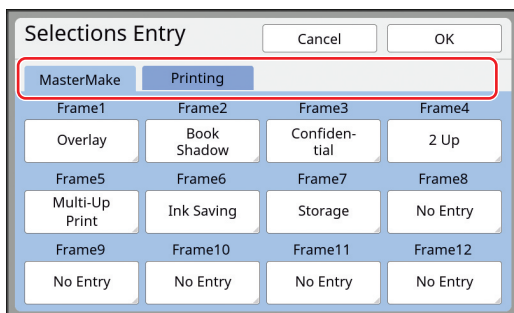 Selections Entry Cancel OK
MasterMake Printing
Frame1 Frame2 Frame3 Frame4
Overlay Book Shadow Confiden-tial 2 Up
Frame5 Frame6 Frame7 Frame8
Multi-Up Print Ink Saving Storage No Entry
Frame9 Frame10 Frame11 Frame12
No Entry No Entry No Entry No Entry